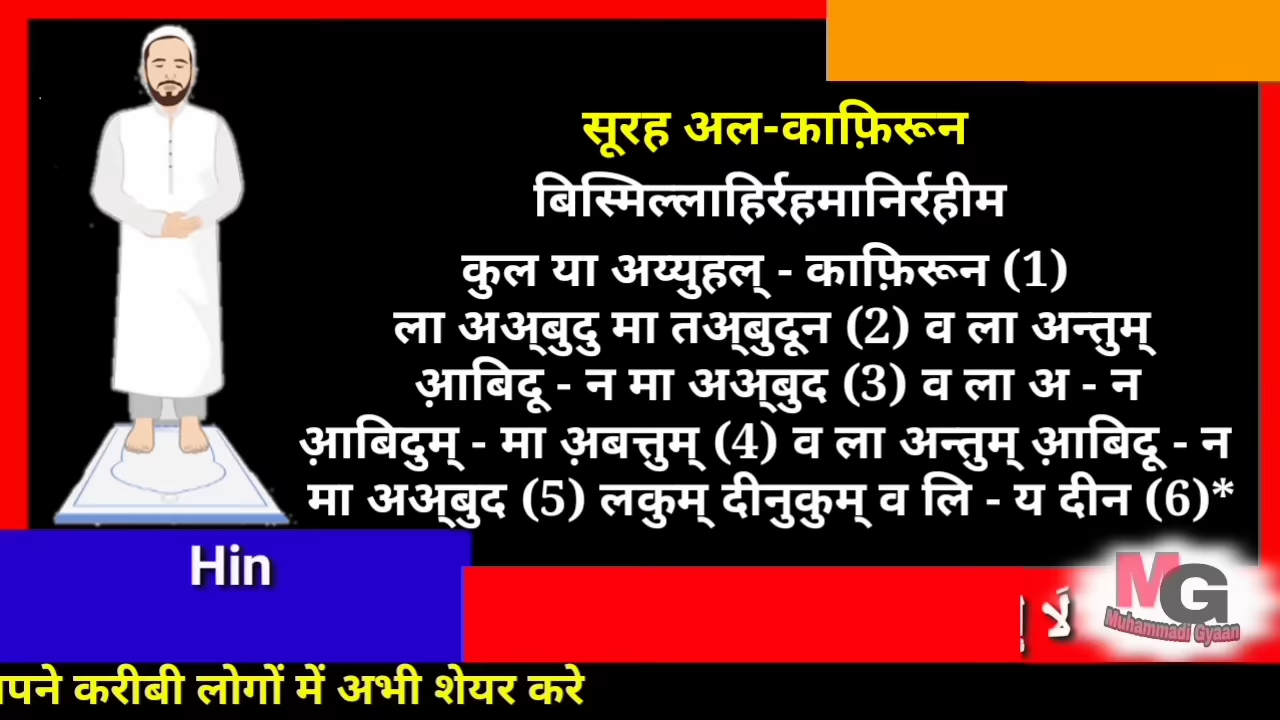 सूरह अल-काफ़िरून
बिस्मिल्लाहिर्रहमानिर्रहीम
कुल या अय्युहल् - काफ़िरून (1)
ला अअ्बुदु मा तअ्बुदून (2) व ला अन्तुम्
आ़बिदू - न मा अअ्बुद (3) व ला अ - न
आ़बिदुम् - मा अ़बत्तुम् (4) व ला अन्तुम् आ़बिदू - न
मा अअ्बुद (5) लकुम् दीनुकुम् व लि - य दीन (6)*
Hin
لَا
MG
Muhammadi Gyaan
पने करीबी लोगों में अभी शेयर करे